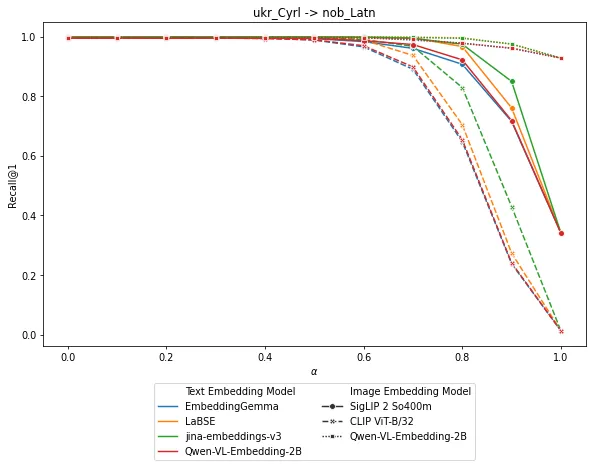 ukr_Cyrl -> nob_Latn
Recall@1
1.0
0.8
0.6
0.4
0.2
0.0
0.0 0.2 0.4 0.6 0.8 1.0
α
Text Embedding Model
EmbeddingGemma
LaBSE
jina-embeddings-v3
Qwen-VL-Embedding-2B
Image Embedding Model
SigLIP 2 So400m
CLIP ViT-B/32
Qwen-VL-Embedding-2B